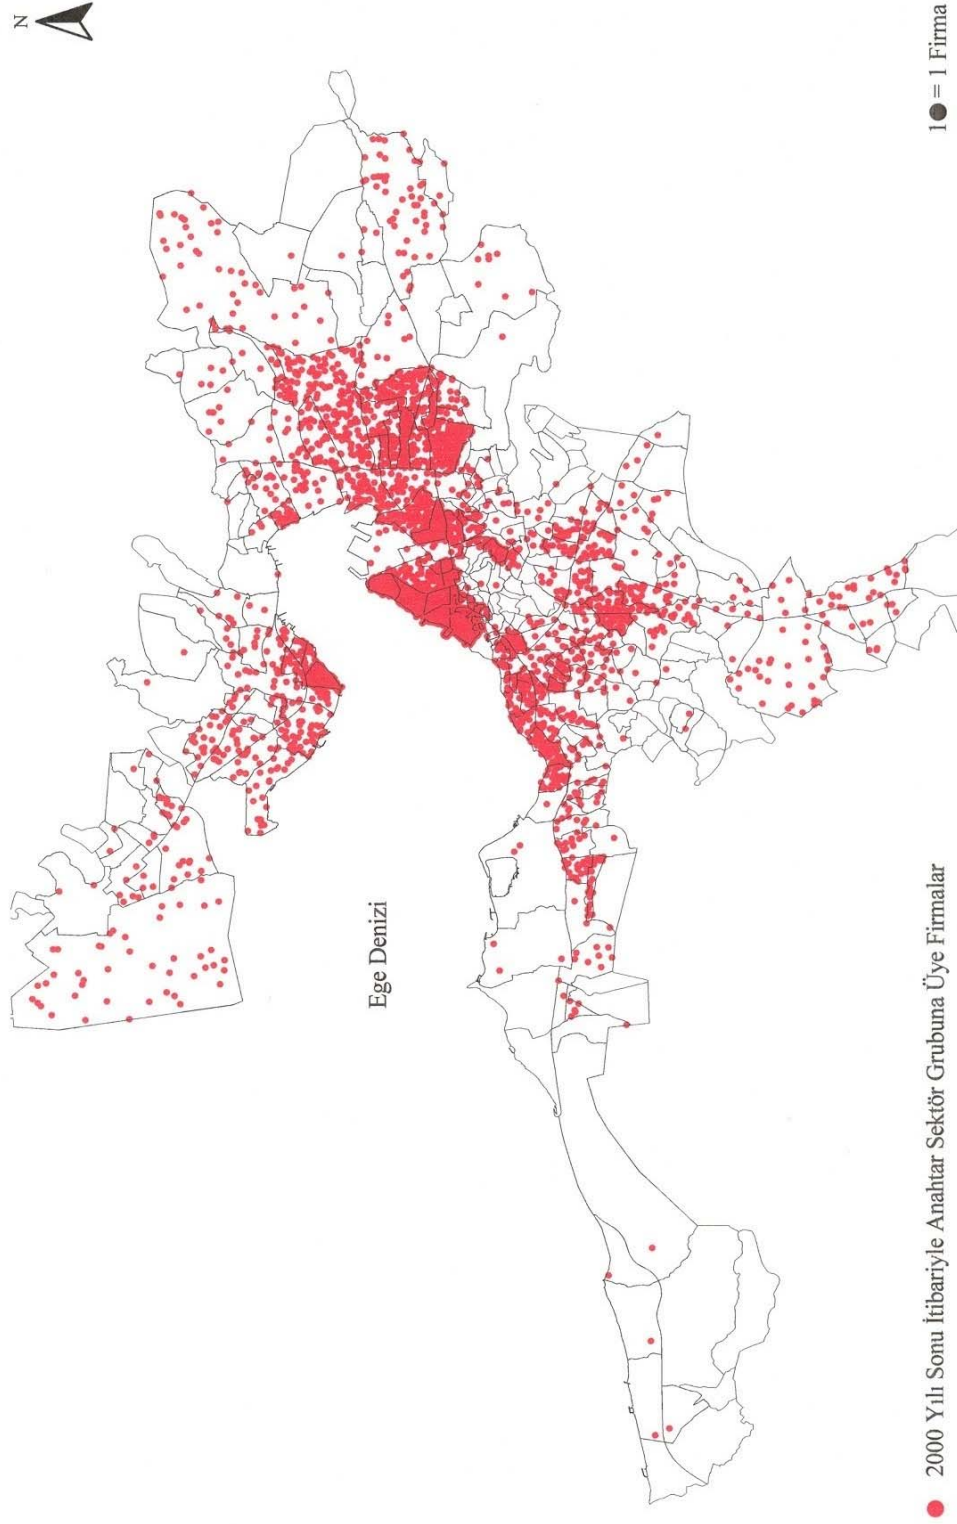 N
Ege Denizi
2000 Yılı Sonu İtibariyle Anahtar Sektör Grubuna Üye Firmalar
1 = 1 Firma